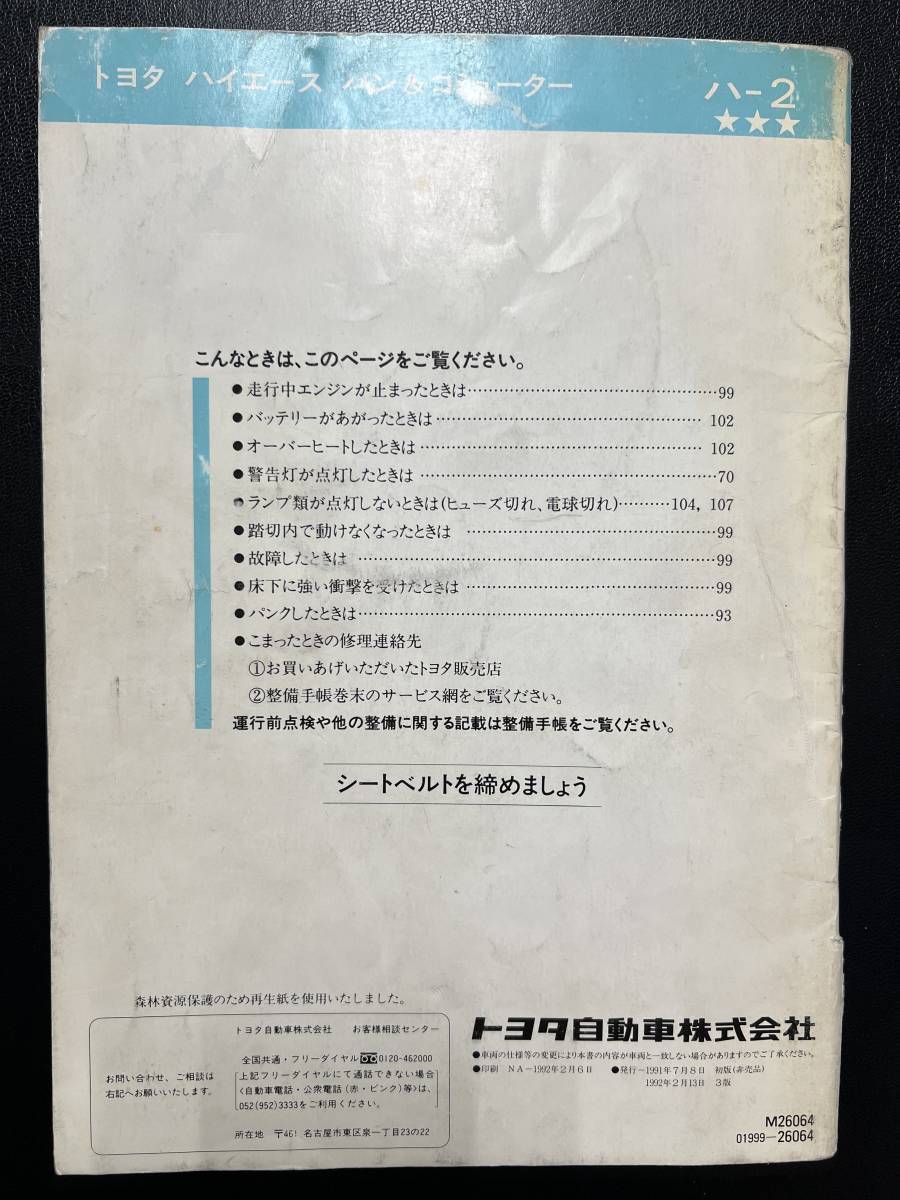 トヨタ ハイエース バン&コミューター
ハ-2
★★★
こんなときは、このページをご覧ください。
●走行中エンジンが止まったときは……………………………………99
●バッテリーがあがったときは……………………………………… 102
●オーバーヒートしたときは………………………………………… 102
●警告灯が点灯したときは……………………………………………70
●ランプ類が点灯しないときは(ヒューズ切れ、電球切れ)………104, 107
●踏切内で動けなくなったときは ……………………………………99
●故障したときは ……………………………………………………99
●床下に強い衝撃を受けたときは ……………………………………99
●パンクしたときは……………………………………………………93
●こまったときの修理連絡先
①お買いあげいただいたトヨタ販売店
②整備手帳巻末のサービス網をご覧ください。
運行前点検や他の整備に関する記載は整備手帳をご覧ください。
シートベルトを締めましょう
森林資源保護のため再生紙を使用いたしました。
お問い合わせ、ご相談は
右記へお願いいたします。
トヨタ自動車株式会社 お客様相談センター
全国共通・フリーダイヤル 0120-462000
上記フリーダイヤルにて通話できない場合
(自動車電話・公衆電話(赤・ピンク)等)は、
052(952)3333をご利用ください。
所在地 〒461 名古屋市東区泉一丁目23の22
トヨタ自動車株式会社
●車両の仕様等の変更により本書の内容が車両と一致しない場合がありますのでご了承ください。
●印刷 NA-1992年2月6日 ●発行-1991年7月8日 初版(非売品)
1992年2月13日 3版
M26064
01999-26064